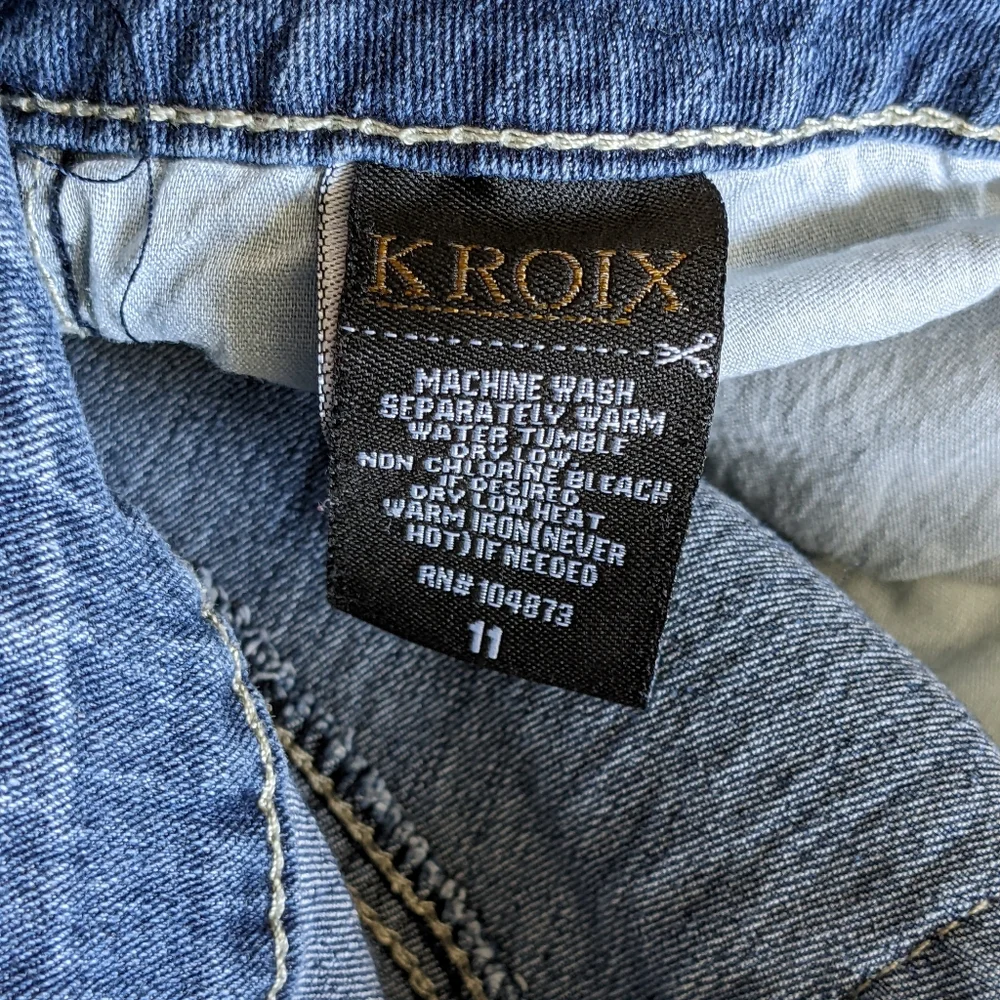 KROIX
MACHINE WASH
SEPARATELY, WARM
WATER TUMBLE
DRY LOW.
NON CHLORINE BLEACH
IF DESIRED
DRY LOW HEAT
WARM IRON(NEVER
HOT) IF NEEDED
RN# 104873
11